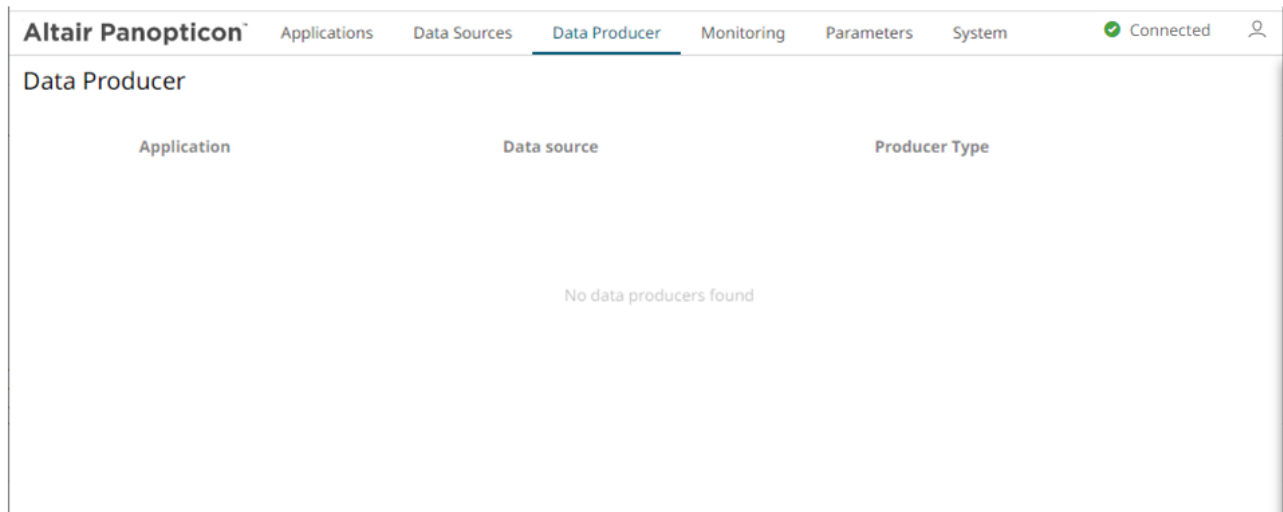 Altair Panopticon™ Applications Data Sources Data Producer Monitoring Parameters System Connected
Data Producer
Application Data source Producer Type
No data producers found